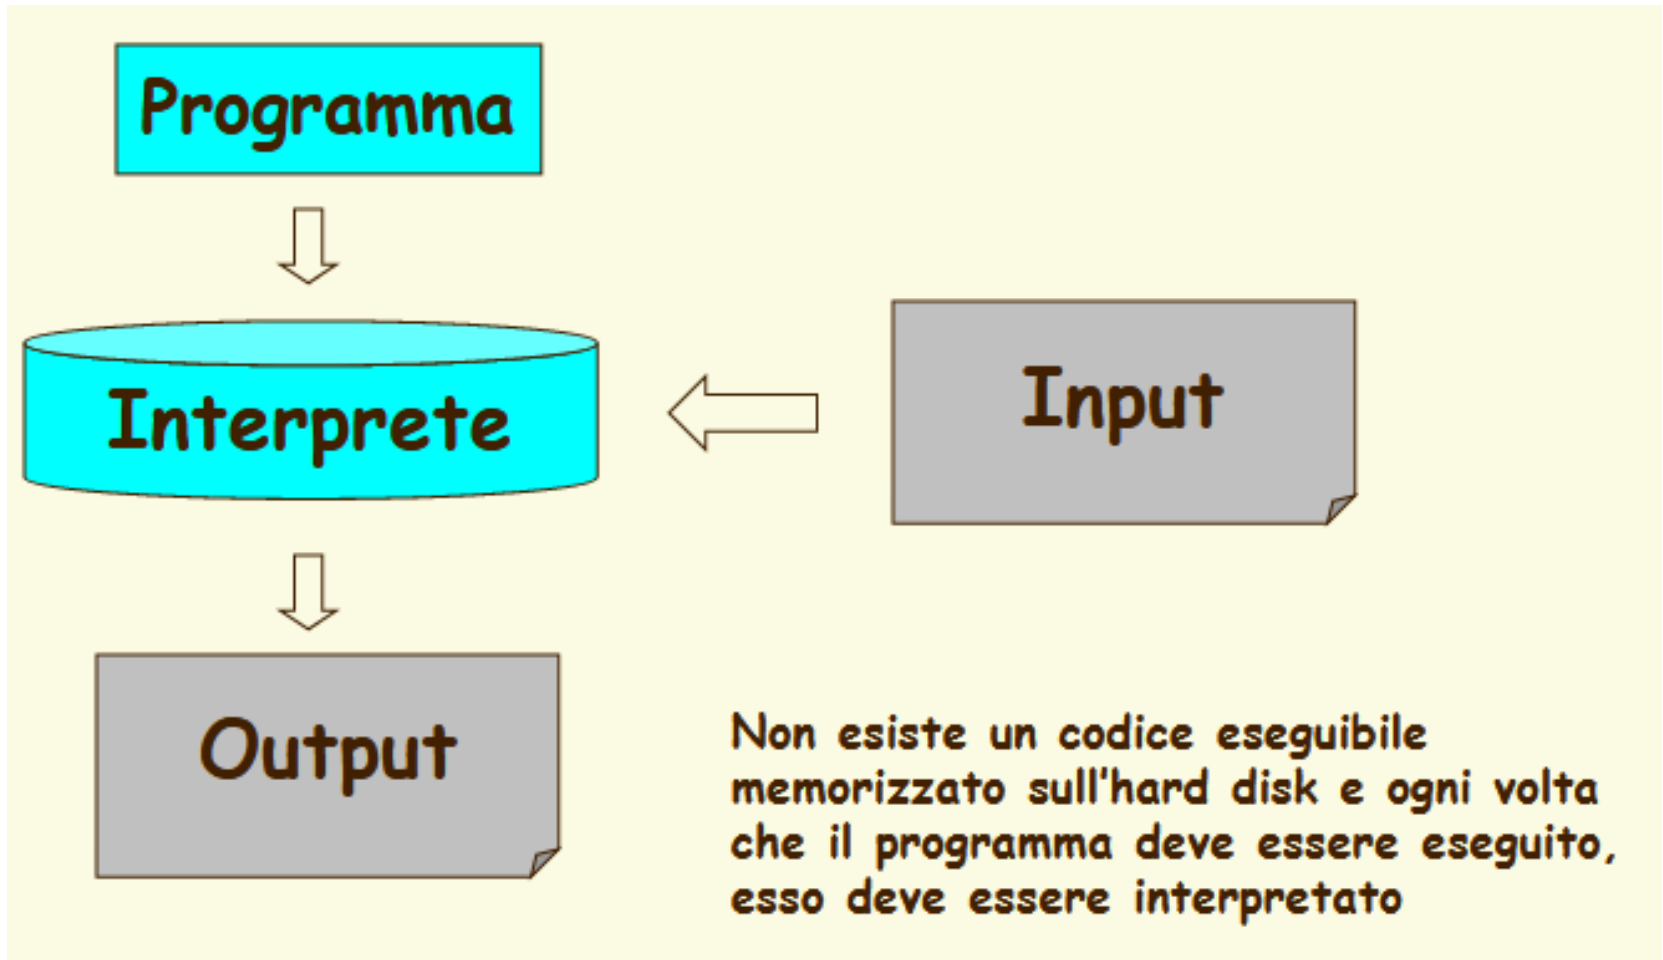 Programma
Interprete
Input
Output
Non esiste un codice eseguibile
memorizzato sull'hard disk e ogni volta
che il programma deve essere eseguito,
esso deve essere interpretato